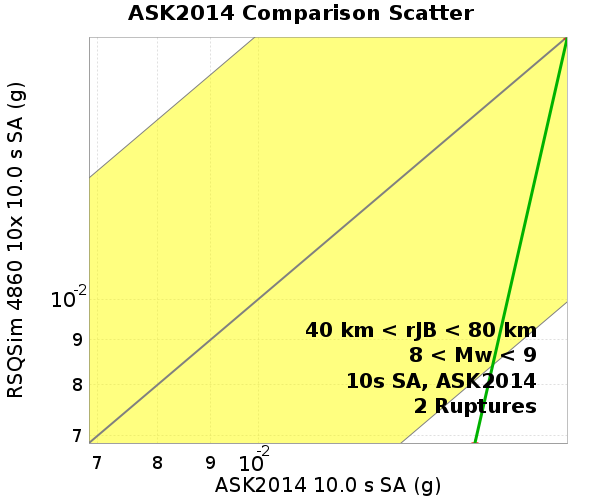 ASK2014 Comparison Scatter
RSQSim 4860 10x 10.0 s SA (g)
10-2
9
8
7
40 km < rJB < 80 km
8 < Mw < 9
10s SA, ASK2014
2 Ruptures
7 8 9 10-2
ASK2014 10.0 s SA (g)